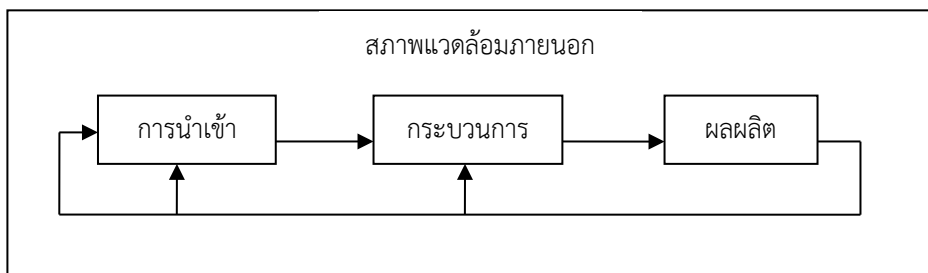 สภาพแวดล้อมภายนอก
การนำเข้า
กระบวนการ
ผลผลิต